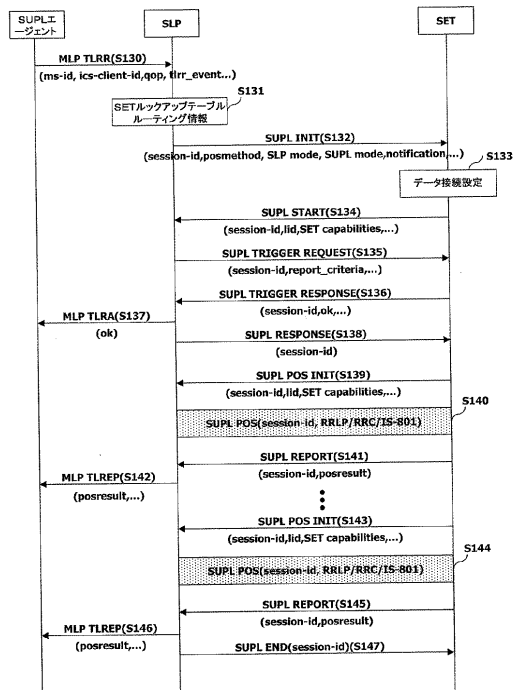 SUPLエ
ージェント
SLP
SET
MLP TLRR(S130)
(ms-id, ics-client-id,qop, tlrr_event...)
S131
SETルックアップテーブル
ルーティング情報
SUPL INIT(S132)
(session-id,posmethod, SLP mode, SUPL mode,notification,...)
S133
データ接続設定
SUPL START(S134)
(session-id,lid,SET capabilities,...)
SUPL TRIGGER REQUEST(S135)
(session-id,report_criteria,...)
SUPL TRIGGER RESPONSE(S136)
(session-id,ok,...)
MLP TLRA(S137)
(ok)
SUPL RESPONSE(S138)
(session-id)
SUPL POS INIT(S139)
(session-id,lid,SET capabilities,...)
S140
SUPL POS(session-id, RRLP/RRC/IS-801)
SUPL REPORT(S141)
(session-id,posresult)
MLP TLREP(S142)
(posresult,...)
SUPL POS INIT(S143)
(session-id,lid,SET capabilities,...)
S144
SUPL POS(session-id, RRLP/RRC/IS-801)
SUPL REPORT(S145)
(session-id,posresult)
MLP TLREP(S146)
(posresult,...)
SUPL END(session-id)(S147)